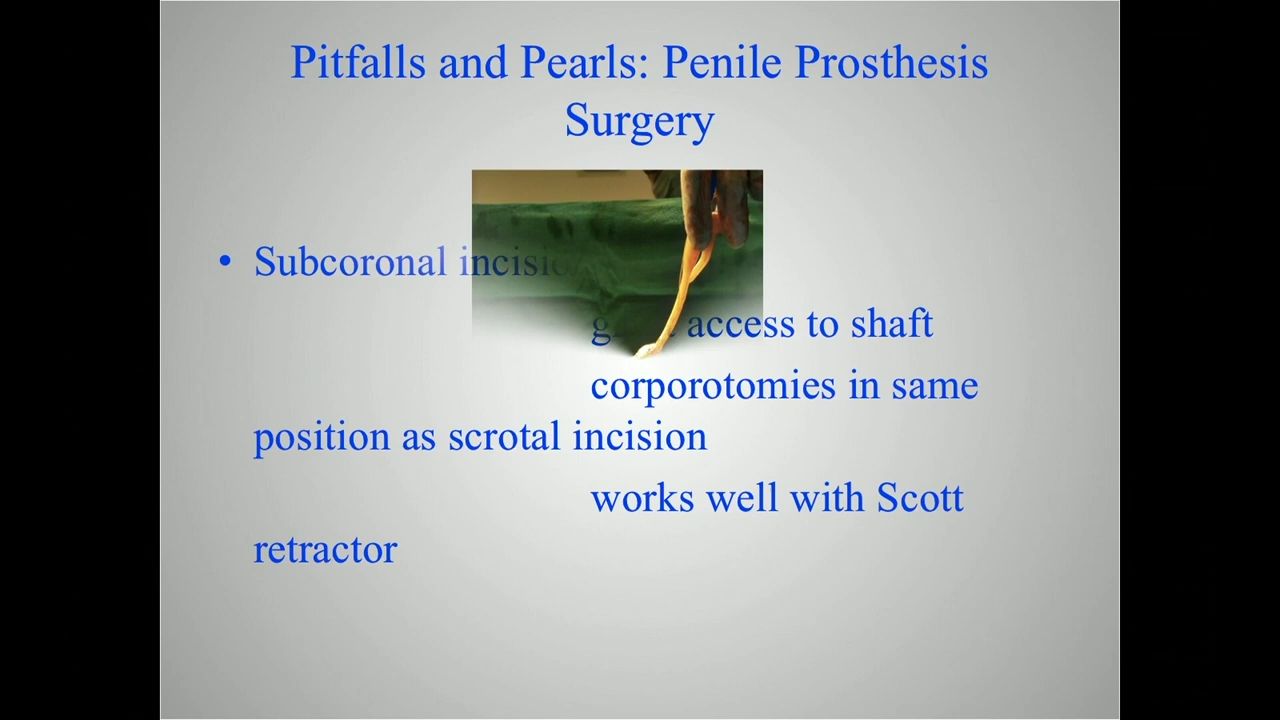 Pitfalls and Pearls: Penile Prosthesis
Surgery
• Subcoronal
access to shaft
corporotomies in same
position as scrotal incision
works well with Scott
retractor